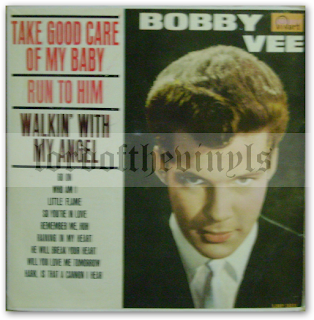 BOBBY
VEE
TAKE GOOD CARE
OF MY BABY
RUN TO HIM
WALKIN' WITH
MY ANGEL
GO ON
WHO AM I
LITTLE FLAME
SO YOU'RE IN LOVE
REMEMBER ME, HUH
RAINING IN MY HEART
HE WILL BREAK YOUR HEART
WILL YOU LOVE ME TOMORROW
HARK, IS THAT A CANNON I HEAR